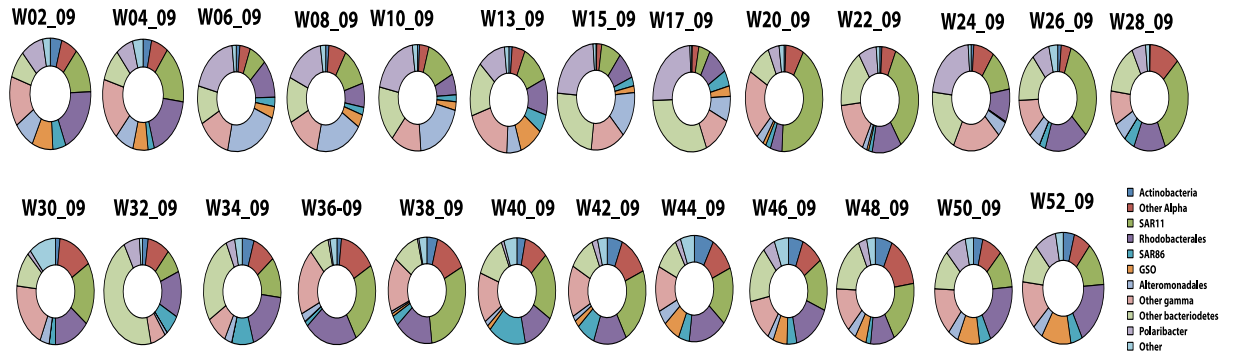 W02_09 W04_09 W06_09 W08_09 W10_09 W13_09 W15_09 W17_09 W20_09 W22_09 W24_09 W26_09 W28_09
W30_09 W32_09 W34_09 W36-09 W38_09 W40_09 W42_09 W44_09 W46_09 W48_09 W50_09 W52_09
Actinobacteria
Other Alpha
SAR11
Rhodobacterales
SAR86
GSO
Alteromonadales
Other gamma
Other bacteriodetes
Polaribacter
Other